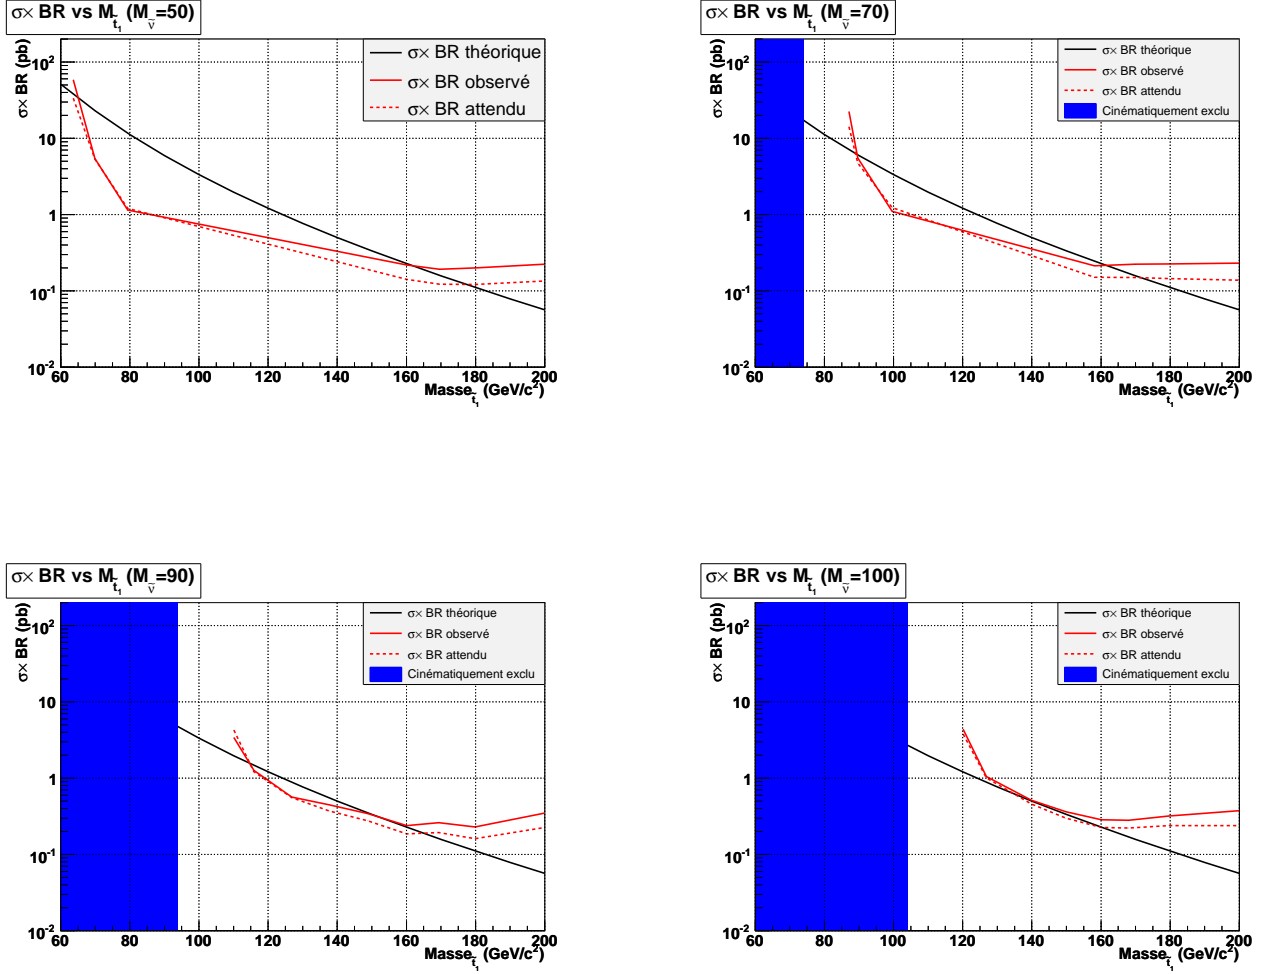 σ× BR vs M_t̃₁ (M_ν̃=50)
σ× BR (pb)
σ× BR théorique
σ× BR observé
σ× BR attendu
10²
10
1
10⁻¹
10⁻²
60 80 100 120 140 160 180 200
Masse_t̃₁ (GeV/c²)
σ× BR vs M_t̃₁ (M_ν̃=70)
σ× BR (pb)
σ× BR théorique
σ× BR observé
σ× BR attendu
Cinématiquement exclu
10²
10
1
10⁻¹
10⁻²
60 80 100 120 140 160 180 200
Masse_t̃₁ (GeV/c²)
σ× BR vs M_t̃₁ (M_ν̃=90)
σ× BR (pb)
σ× BR théorique
σ× BR observé
σ× BR attendu
Cinématiquement exclu
10²
10
1
10⁻¹
10⁻²
60 80 100 120 140 160 180 200
Masse_t̃₁ (GeV/c²)
σ× BR vs M_t̃₁ (M_ν̃=100)
σ× BR (pb)
σ× BR théorique
σ× BR observé
σ× BR attendu
Cinématiquement exclu
10²
10
1
10⁻¹
10⁻²
60 80 100 120 140 160 180 200
Masse_t̃₁ (GeV/c²)